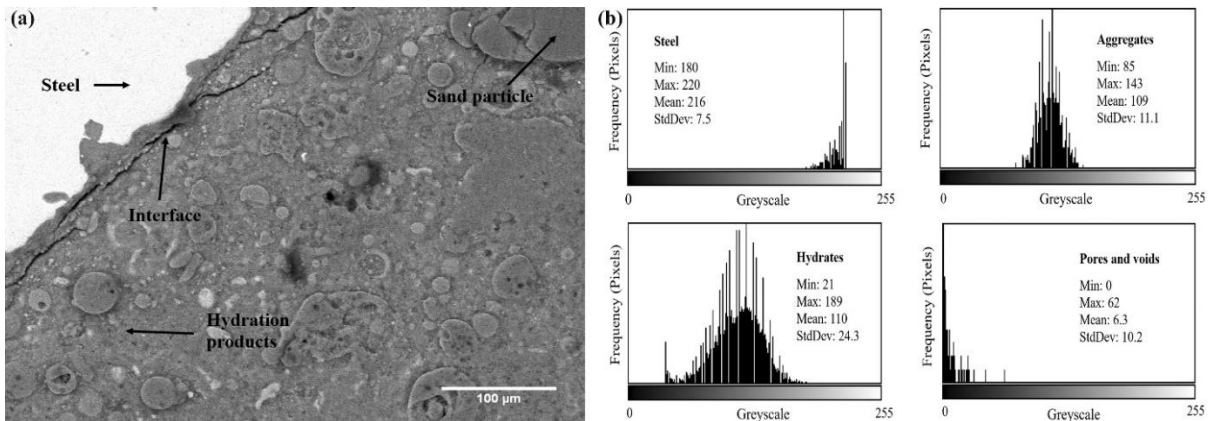 (a)
Steel
Sand particle
Interface
Hydration
products
100 µm
(b)
Frequency (Pixels)
Steel
Min: 180
Max: 220
Mean: 216
StdDev: 7.5
0
Greyscale
255
Frequency (Pixels)
Aggregates
Min: 85
Max: 143
Mean: 109
StdDev: 11.1
0
Greyscale
255
Frequency (Pixels)
Hydrates
Min: 21
Max: 189
Mean: 110
StdDev: 24.3
0
Greyscale
255
Frequency (Pixels)
Pores and voids
Min: 0
Max: 62
Mean: 6.3
StdDev: 10.2
0
Greyscale
255